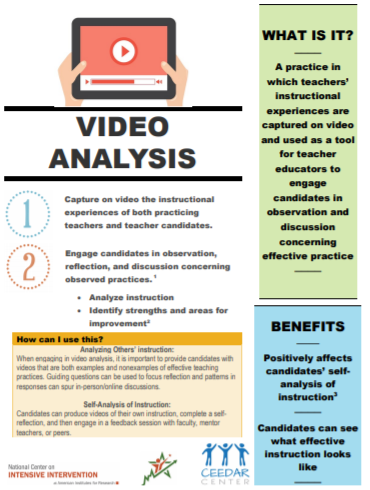 VIDEO
ANALYSIS
1
Capture on video the instructional
experiences of both practicing
teachers and teacher candidates.
2
Engage candidates in observation,
reflection, and discussion concerning
observed practices.¹
• Analyze instruction
• Identify strengths and areas for
improvement²
How can I use this?
Analyzing Others' instruction:
When engaging in video analysis, it is important to provide candidates with
videos that are both examples and nonexamples of effective teaching
practices. Guiding questions can be used to focus reflection and patterns in
responses can spur in-person/online discussions.
Self-Analysis of Instruction:
Candidates can produce videos of their own instruction, complete a self-
reflection, and then engage in a feedback session with faculty, mentor
teachers, or peers.
National Center on
INTENSIVE INTERVENTION
at American Institutes for Research
CEEDAR
CENTER
WHAT IS IT?
A practice in
which teachers'
instructional
experiences are
captured on video
and used as a tool
for teacher
educators to
engage
candidates in
observation and
discussion
concerning
effective practice
BENEFITS
Positively affects
candidates' self-
analysis of
instruction³
Candidates can see
what effective
instruction looks
like